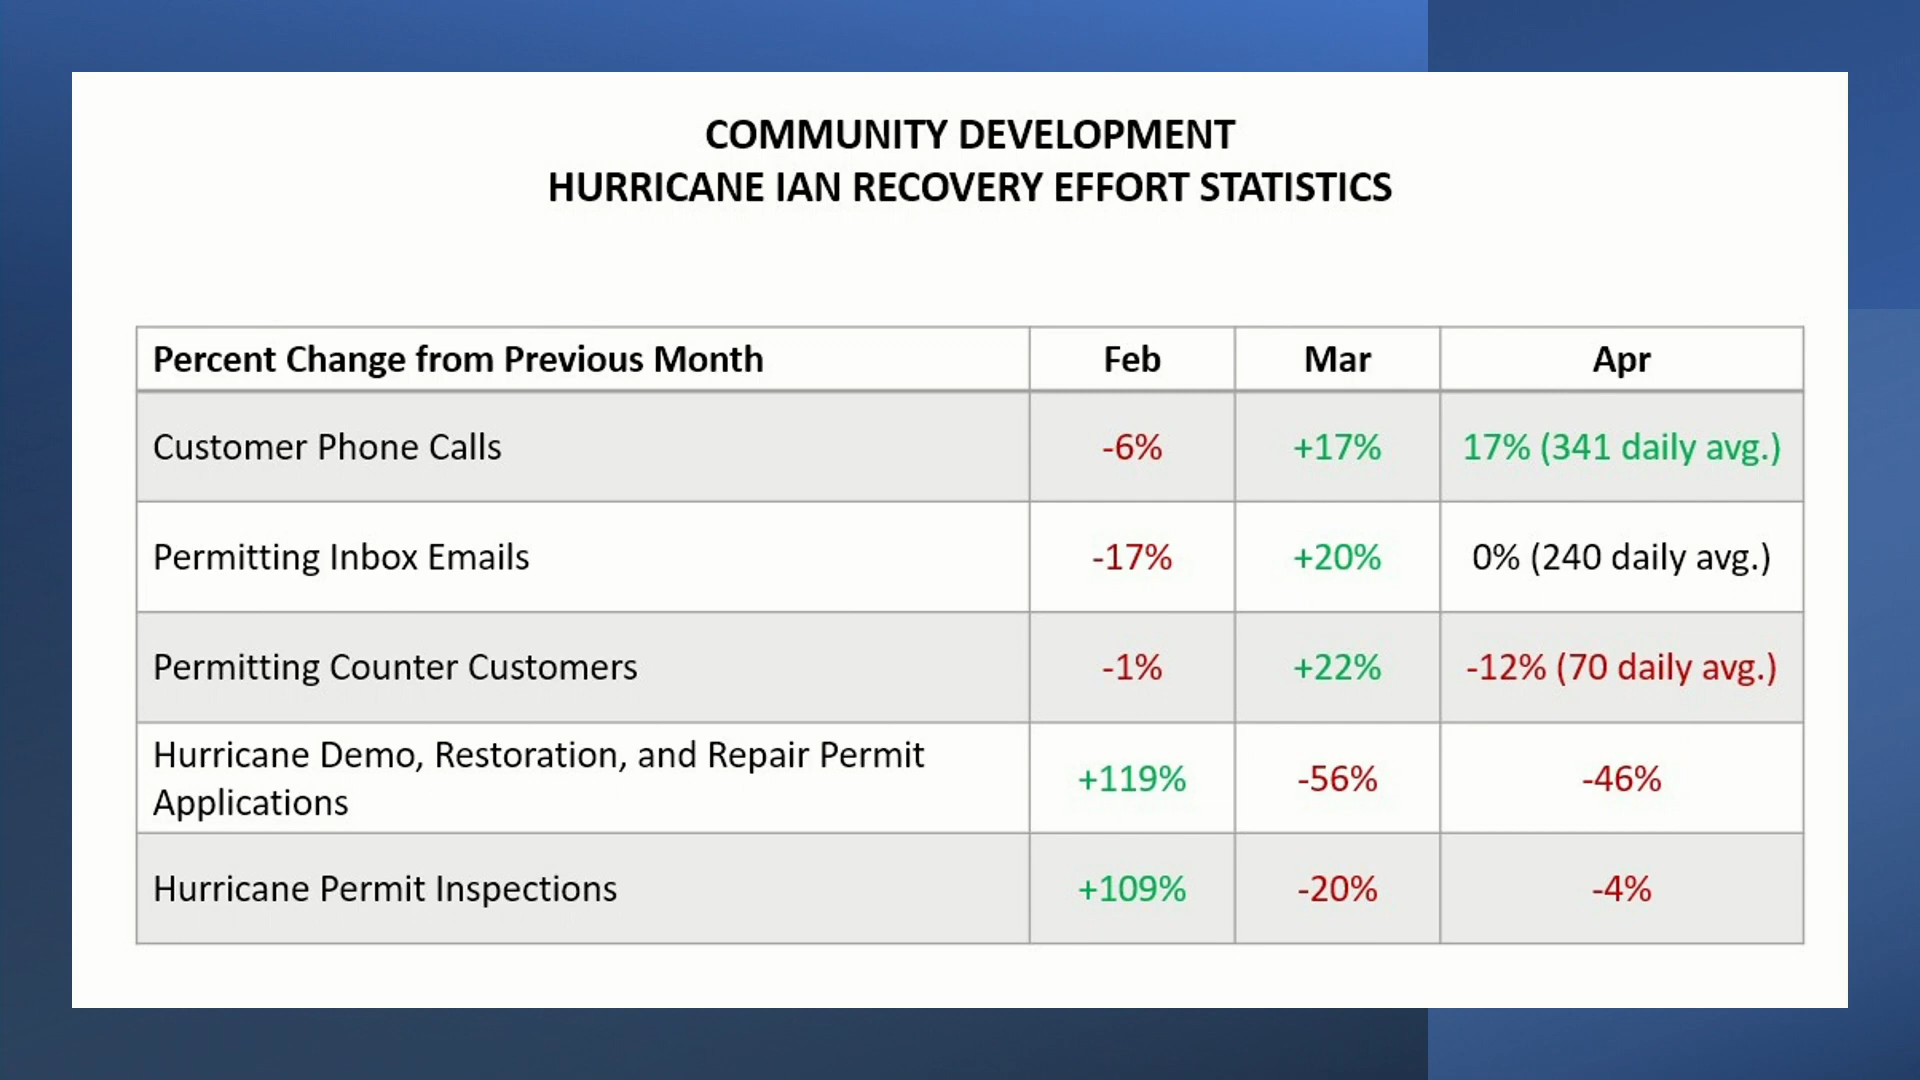 COMMUNITY DEVELOPMENT
HURRICANE IAN RECOVERY EFFORT STATISTICS
Percent Change from Previous Month Feb Mar Apr
Customer Phone Calls -6% +17% 17% (341 daily avg.)
Permitting Inbox Emails -17% +20% 0% (240 daily avg.)
Permitting Counter Customers -1% +22% -12% (70 daily avg.)
Hurricane Demo, Restoration, and Repair Permit
Applications +119% -56% -46%
Hurricane Permit Inspections +109% -20% -4%